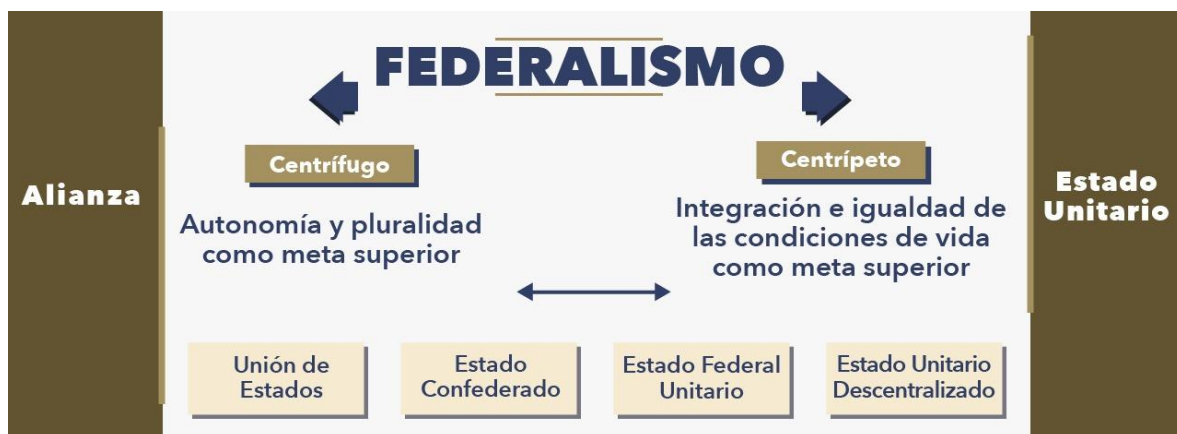 FEDERALISMO
Alianza
Centrífugo
Autonomía y pluralidad
como meta superior
Centrípeto
Integración e igualdad de
las condiciones de vida
como meta superior
Estado
Unitario
Unión de
Estados
Estado
Confederado
Estado Federal
Unitario
Estado Unitario
Descentralizado